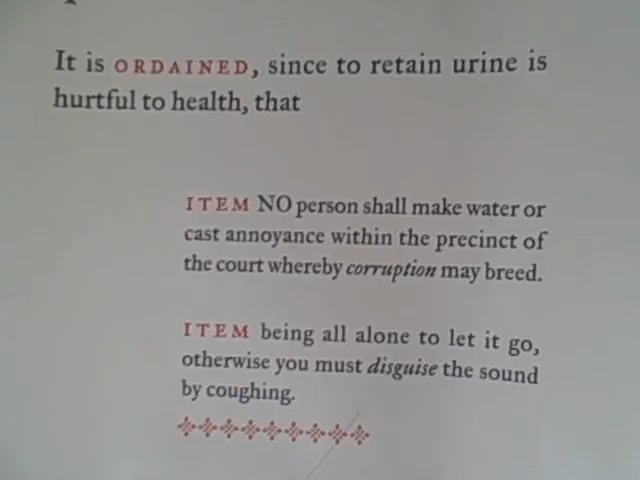 It is ORDAINED, since to retain urine is
hurtful to health, that
ITEM NO person shall make water or
cast annoyance within the precinct of
the court whereby corruption may breed.
ITEM being all alone to let it go,
otherwise you must disguise the sound
by coughing.